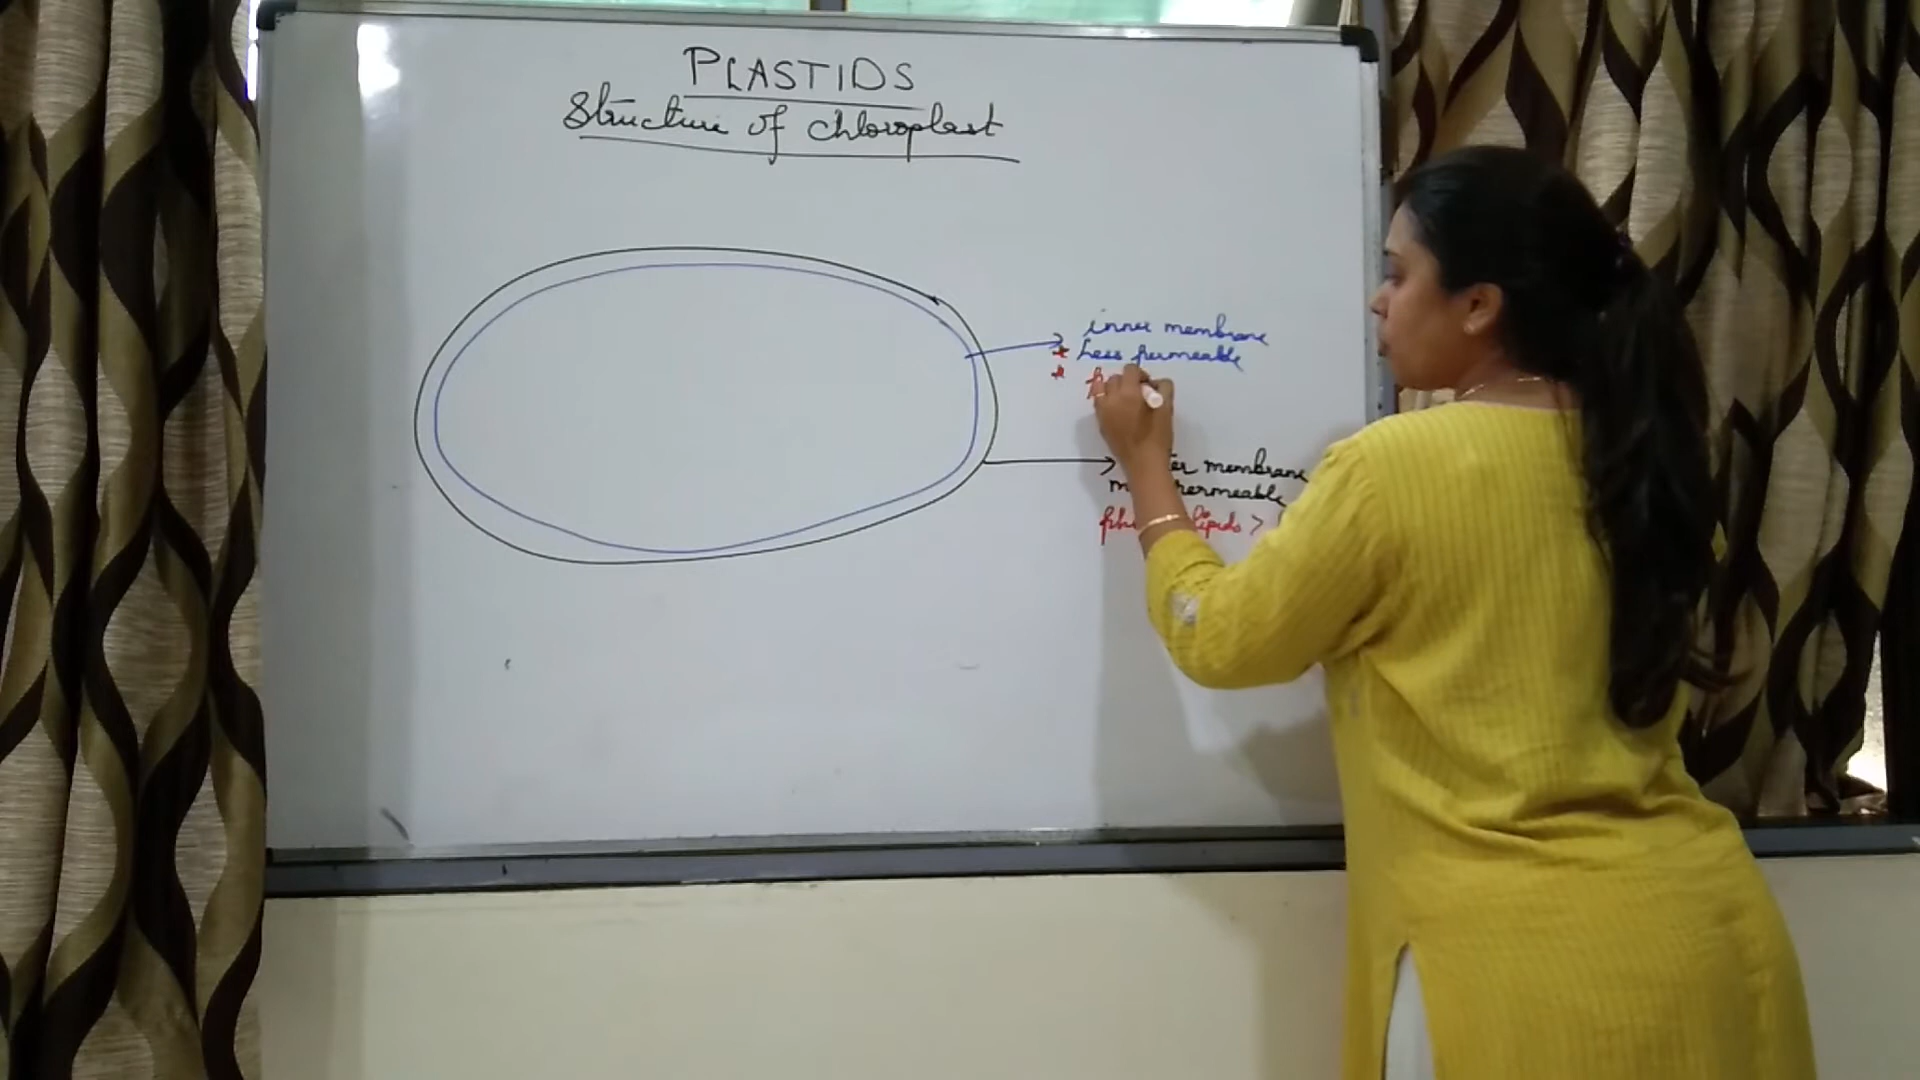 PLASTIDS
Structure of chloroplast
inner membrane
* Less permeable
*
membrane
permeable
lipids >